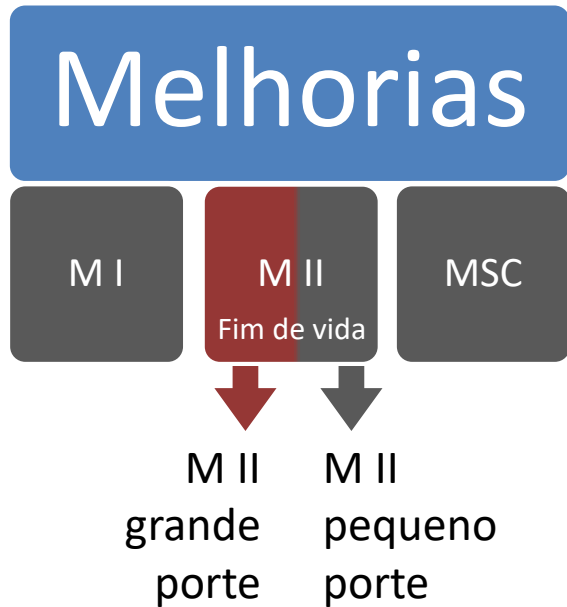 Melhorias
M I
M II
Fim de vida
MSC
M II
grande
porte
M II
pequeno
porte